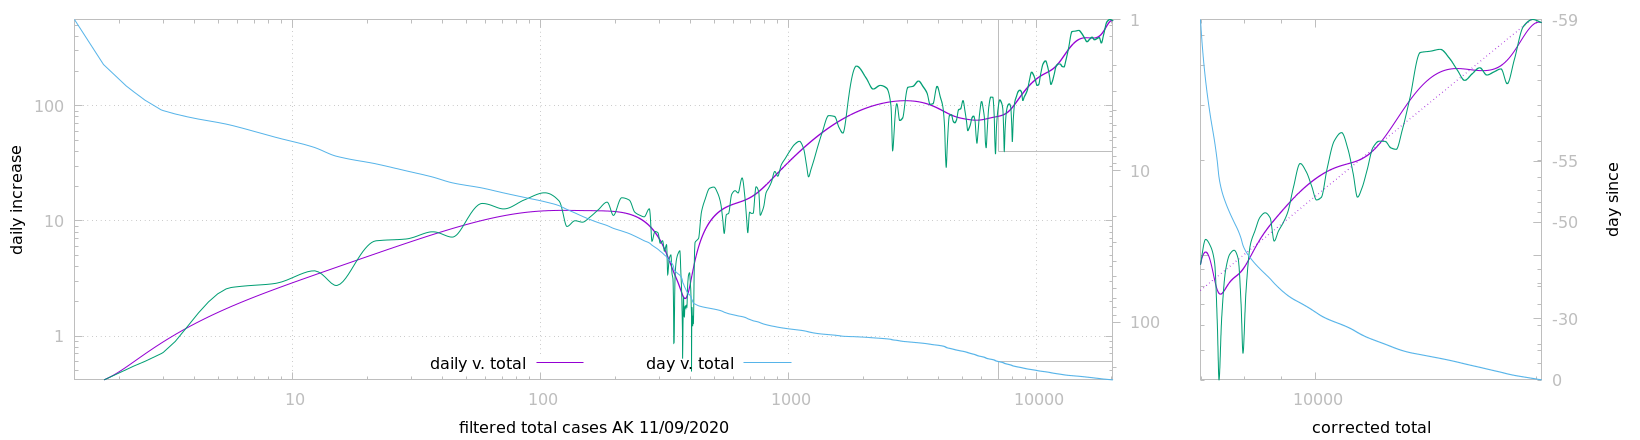 daily increase
100
10
1
10
100
1000
10000
1
10
100
daily v. total
day v. total
filtered total cases AK 11/09/2020
10000
-59
-55
-50
-30
0
day since
corrected total